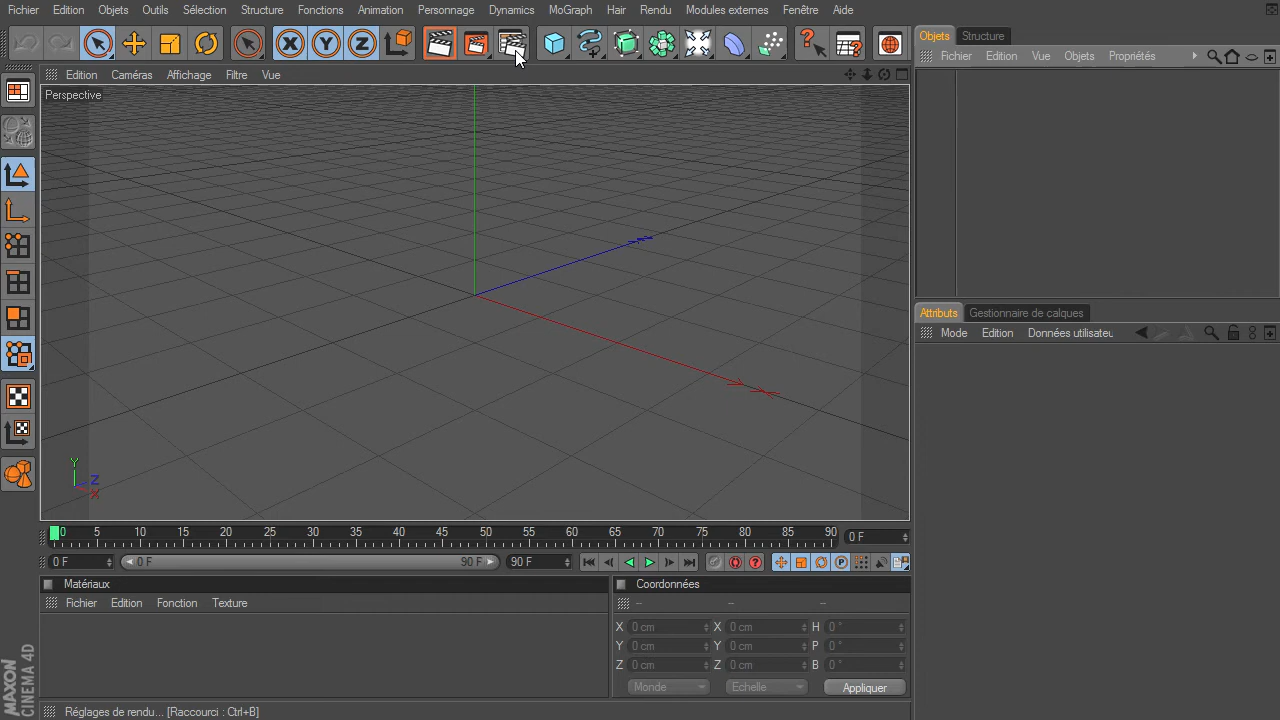 Fichier Edition Objets Outils Sélection Structure Fonctions Animation Personnage Dynamics MoGraph Hair Rendu Modules externes Fenêtre Aide
X Y Z
Objets Structure
Fichier Edition Vue Objets Propriétés
Edition Caméras Affichage Filtre Vue
Perspective
Attributs Gestionnaire de calques
Mode Edition Données utilisateu
Y
Z
X
0 5 10 15 20 25 30 35 40 45 50 55 60 65 70 75 80 85 90 0 F
0 F 0 F 90 F 90 F P
Matériaux
Fichier Edition Fonction Texture
Coordonnées
-- -- --
X 0 cm X 0 cm H 0 °
Y 0 cm Y 0 cm P 0 °
Z 0 cm Z 0 cm B 0 °
Monde Echelle Appliquer
MAXON
CINEMA 4D
Réglages de rendu... [Raccourci : Ctrl+B]